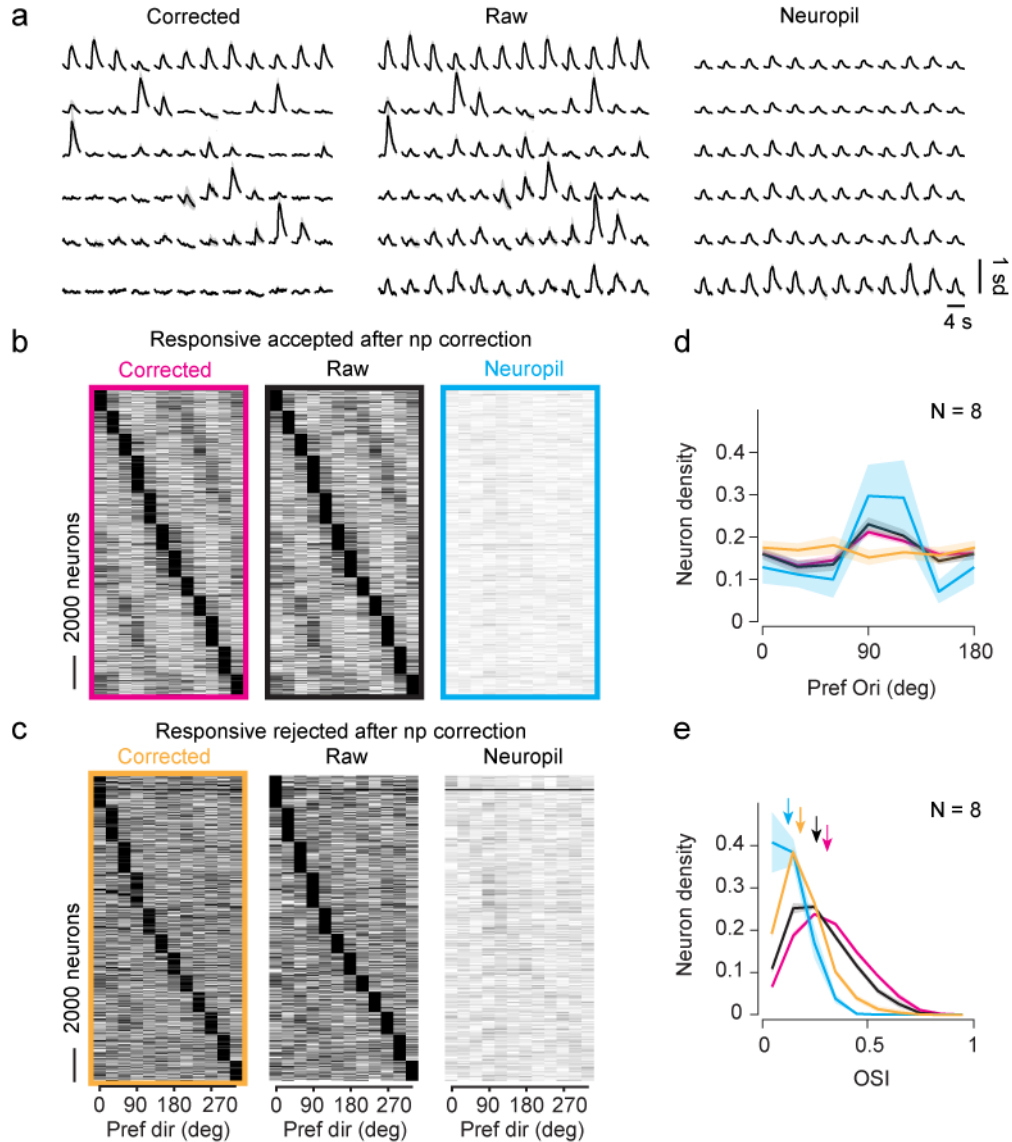 a
Corrected
Raw
Neuropil
1 sd
4 s
b
Responsive accepted after np correction
Corrected
Raw
Neuropil
2000 neurons
c
Responsive rejected after np correction
Corrected
Raw
Neuropil
2000 neurons
0 90 180 270
0 90 180 270
0 90 180 270
Pref dir (deg)
Pref dir (deg)
Pref dir (deg)
d
N = 8
Neuron density
0.4
0.3
0.2
0.1
0
0 90 180
Pref Ori (deg)
e
N = 8
Neuron density
0.4
0.3
0.2
0.1
0
0 0.5 1
OSI